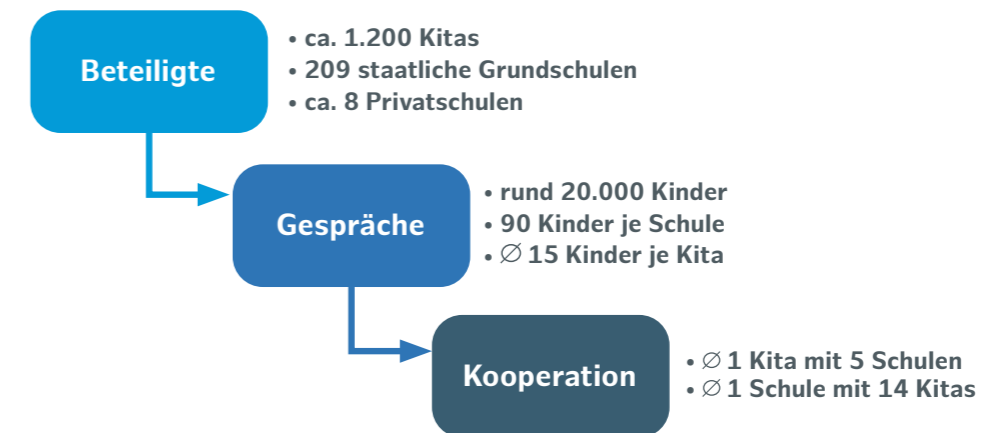 Beteiligte
• ca. 1.200 Kitas
• 209 staatliche Grundschulen
• ca. 8 Privatschulen
Gespräche
• rund 20.000 Kinder
• 90 Kinder je Schule
• ∅ 15 Kinder je Kita
Kooperation
• ∅ 1 Kita mit 5 Schulen
• ∅ 1 Schule mit 14 Kitas